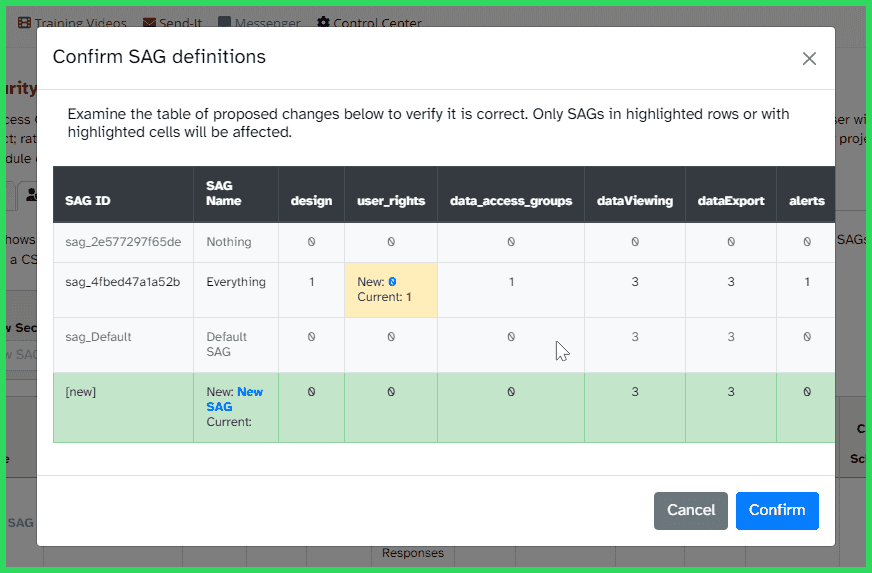 Training Videos Send-It Messenger Control Center
Confirm SAG definitions
Examine the table of proposed changes below to verify it is correct. Only SAGs in highlighted rows or with
highlighted cells will be affected.
SAG ID SAG Name design user_rights data_access_groups dataViewing dataExport alerts
sag_2e577297f65de Nothing 0 0 0 0 0 0
sag_4fbed47a1a52b Everything 1 New: 0 Current: 1 1 3 3 1
sag_Default Default SAG 0 0 0 3 3 0
[new] New: New SAG Current: 0 0 0 3 3 0
Cancel Confirm
SAG
Responses